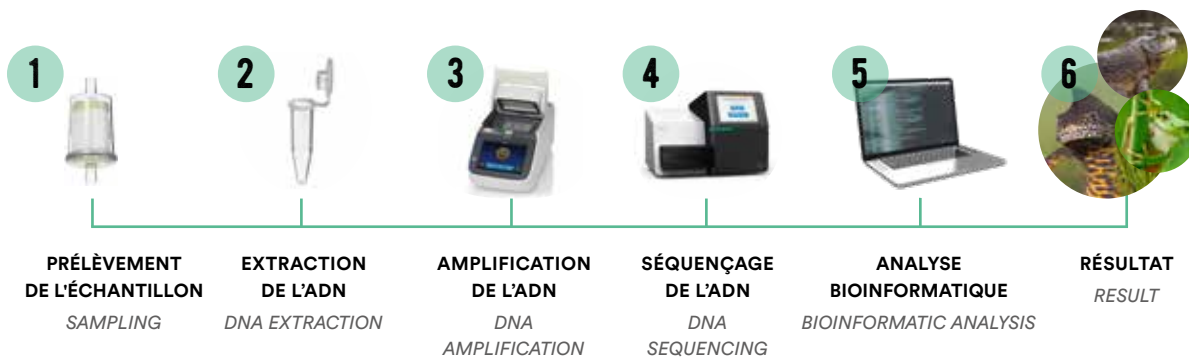 1
2
3
4
5
6
PRÉLÈVEMENT
DE L'ÉCHANTILLON
SAMPLING
EXTRACTION
DE L’ADN
DNA EXTRACTION
AMPLIFICATION
DE L’ADN
DNA
AMPLIFICATION
SÉQUENÇAGE
DE L’ADN
DNA
SEQUENCING
ANALYSE
BIOINFORMATIQUE
BIOINFORMATIC ANALYSIS
RÉSULTAT
RESULT